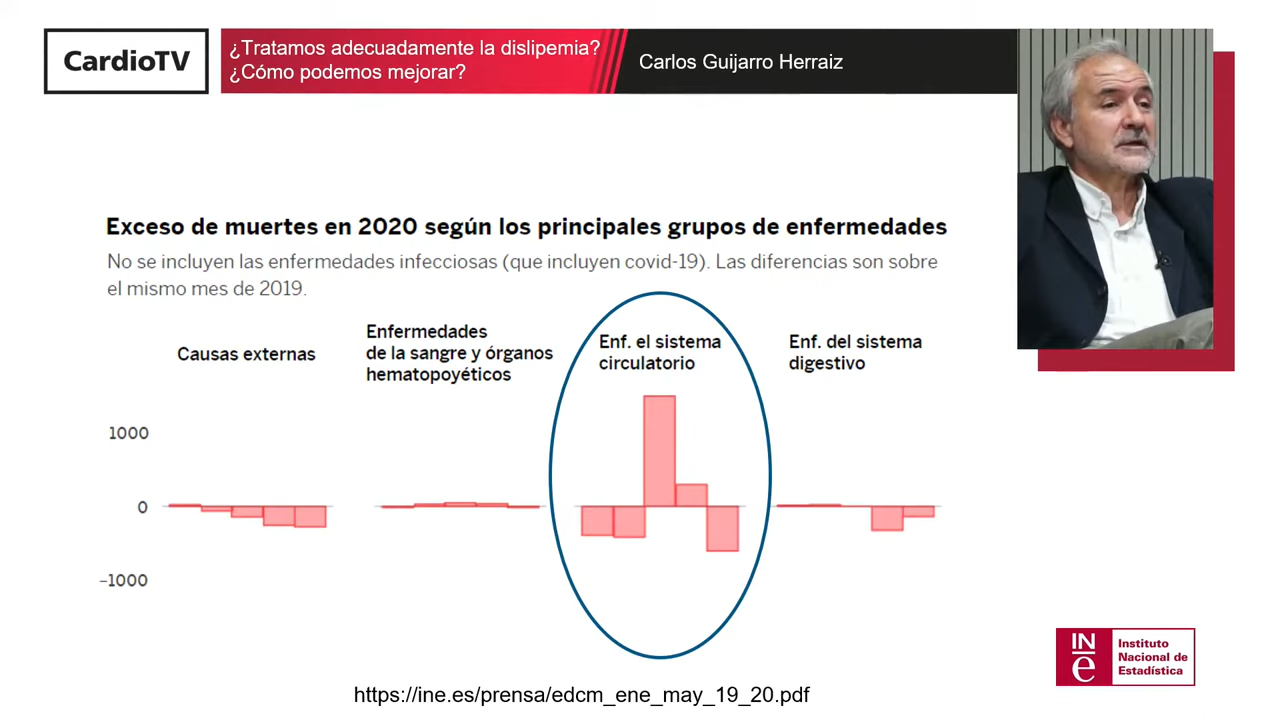 CardioTV
¿Tratamos adecuadamente la dislipemia?
¿Cómo podemos mejorar?
Carlos Guijarro Herraiz
Exceso de muertes en 2020 según los principales grupos de enfermedades
No se incluyen las enfermedades infecciosas (que incluyen covid-19). Las diferencias son sobre
el mismo mes de 2019.
Causas externas
Enfermedades
de la sangre y órganos
hematopoyéticos
Enf. el sistema
circulatorio
Enf. del sistema
digestivo
1000
0
−1000
INe
Instituto
Nacional de
Estadística
https://ine.es/prensa/edcm_ene_may_19_20.pdf